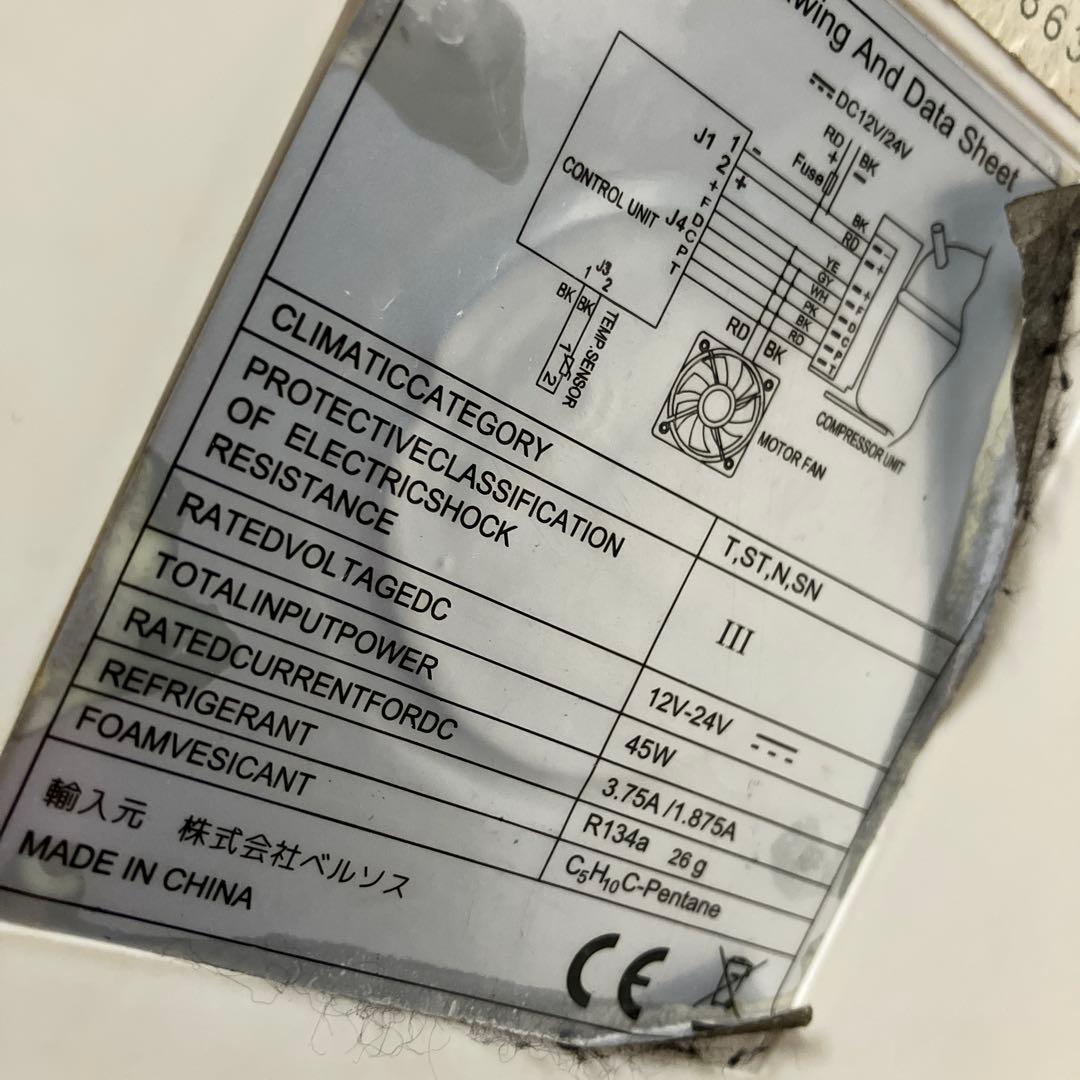 And Data Sheet
DC12V/24V
RD BK
+ -
Fuse
J1 1 -
2 +
CONTROL UNIT
J4
+
F
D
C
P
T
BK
RD
YE
GY
WH
PK
BK
RD
-
+
+
F
D
C
P
T
J3
1 2
BK BK
TEMP.SENSOR
1 2
RD BK
MOTOR FAN
COMPRESSOR UNIT
CLIMATICCATEGORY T,ST,N,SN
PROTECTIVECLASSIFICATION
OF ELECTRICSHOCK
RESISTANCE
III
RATEDVOLTAGEDC 12V-24V
TOTALINPUTPOWER 45W
RATEDCURRENTFORDC 3.75A /1.875A
REFRIGERANT R134a 26 g
FOAMVESICANT C5H10 C-Pentane
輸入元 株式会社ベルソス
MADE IN CHINA
CE